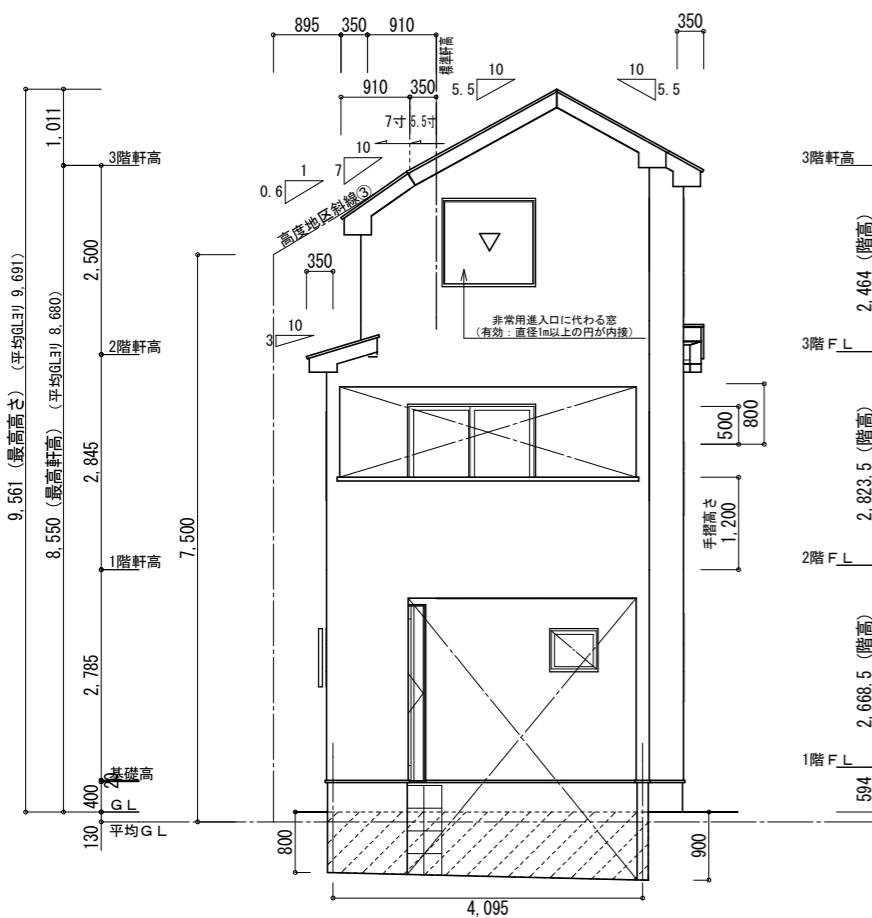 895 350 910 350
標準軒高
910 350
7寸 5.5寸
10 5.5
10 5.5
10 7
1 0.6
高度地区斜線③
1,011
3階軒高
2,500
2階軒高
2,845
1階軒高
2,785
基礎高
20
400
GL
130
平均GL
9,561 (最高高さ) (平均GLヨリ 9,691)
8,550 (最高軒高) (平均GLヨリ 8,680)
7,500
350
10 3
非常用進入口に代わる窓
(有効：直径1m以上の円が内接)
500
800
手摺高さ
1,200
3階軒高
2,464 (階高)
3階FL
2,823.5 (階高)
2階FL
2,668.5 (階高)
1階FL
594
800
900
4,095